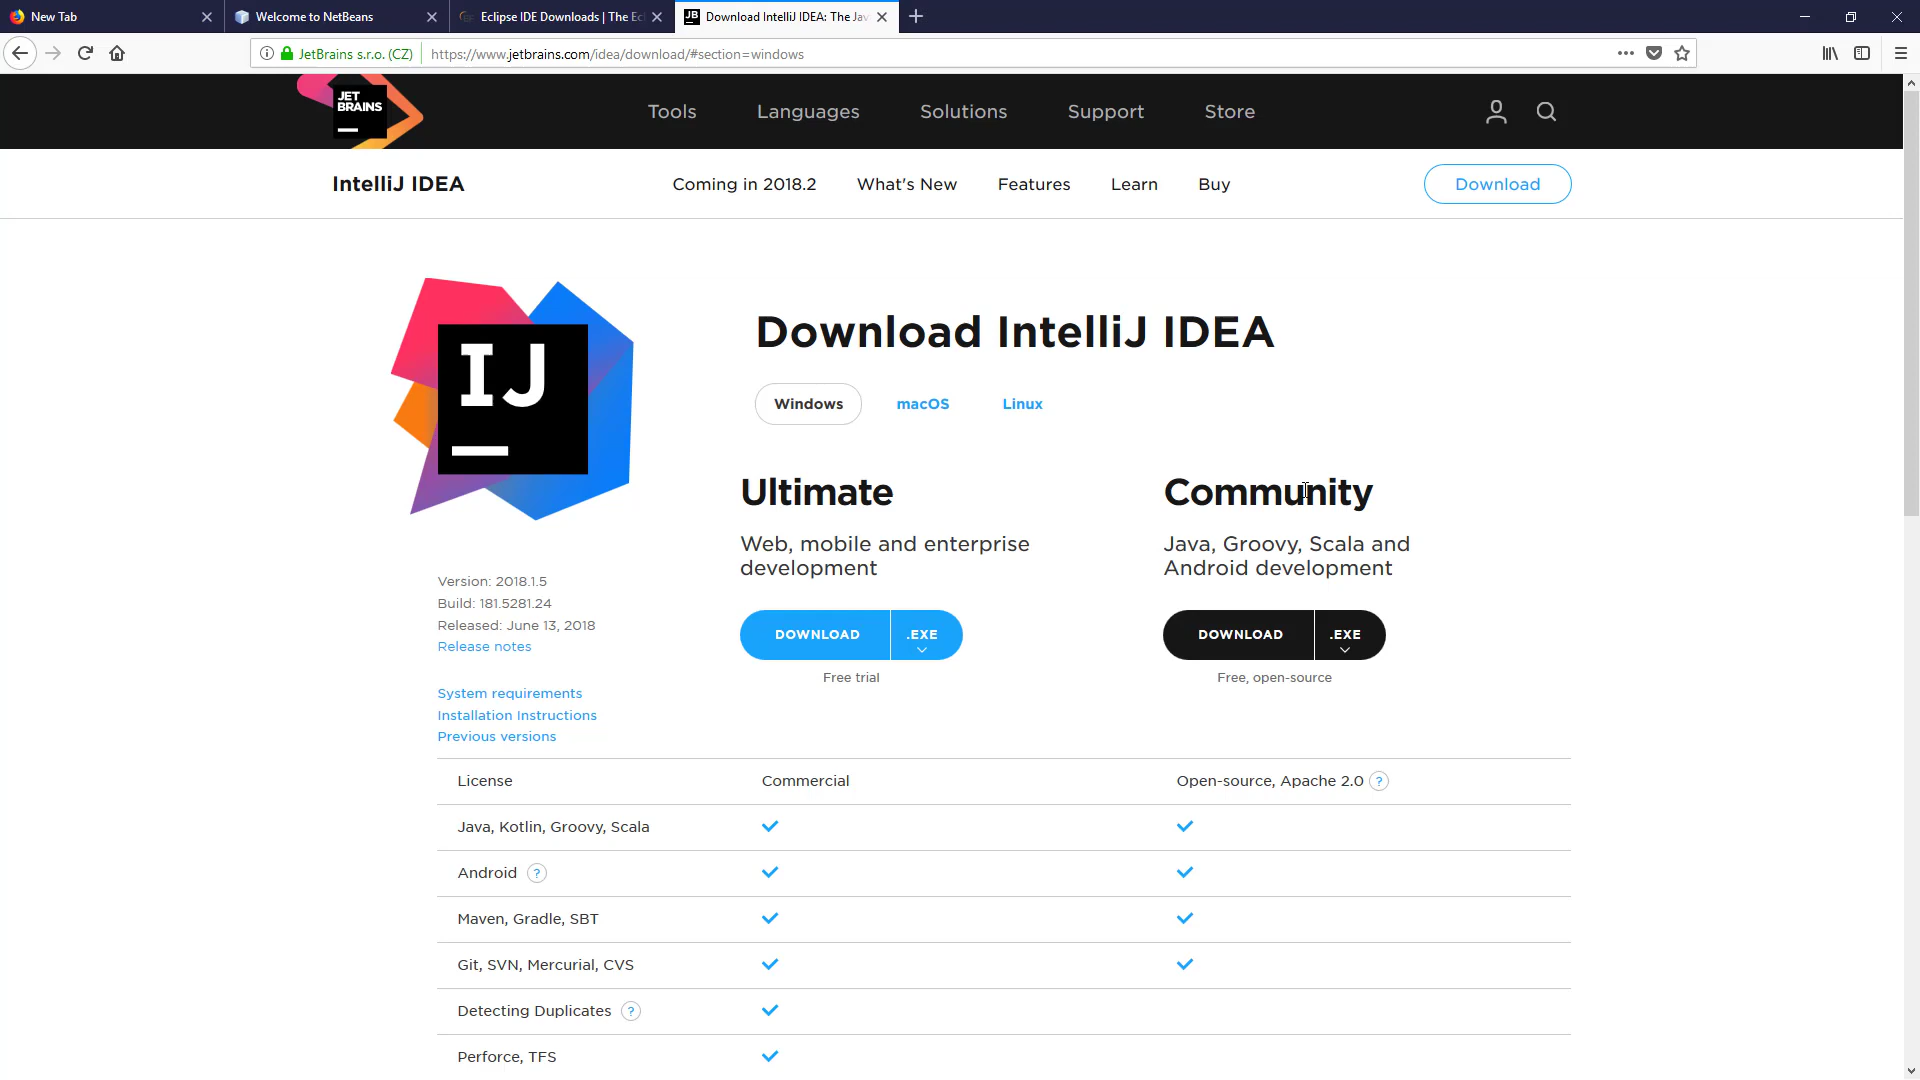 New Tab
Welcome to NetBeans
Eclipse IDE Downloads | The Ec
JB
Download IntelliJ IDEA: The Jav
JetBrains s.r.o. (CZ)
https://www.jetbrains.com/idea/download/#section=windows
JET
BRAINS
Tools
Languages
Solutions
Support
Store
IntelliJ IDEA
Coming in 2018.2
What's New
Features
Learn
Buy
Download
IJ
Download IntelliJ IDEA
Windows
macOS
Linux
Ultimate
Web, mobile and enterprise
development
DOWNLOAD
.EXE
Free trial
Community
Java, Groovy, Scala and
Android development
DOWNLOAD
.EXE
Free, open-source
Version: 2018.1.5
Build: 181.5281.24
Released: June 13, 2018
Release notes
System requirements
Installation Instructions
Previous versions
License Commercial Open-source, Apache 2.0 ?
Java, Kotlin, Groovy, Scala
Android ?
Maven, Gradle, SBT
Git, SVN, Mercurial, CVS
Detecting Duplicates ?
Perforce, TFS